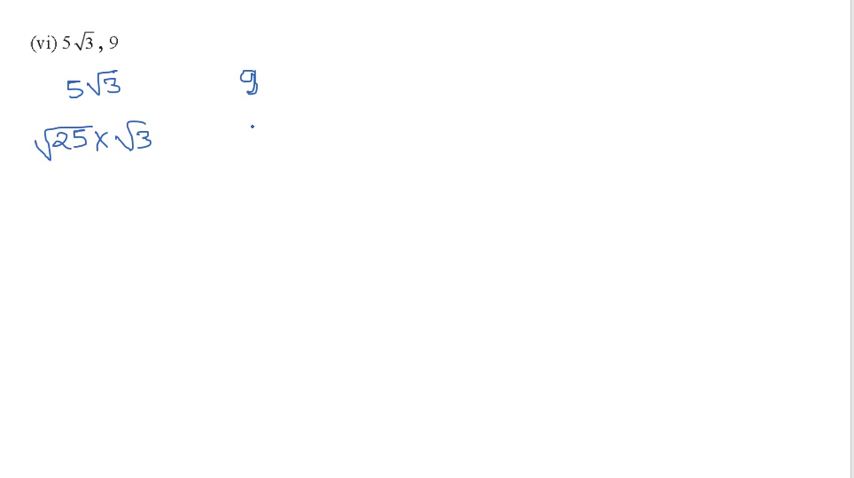 (vi) 5√3 , 9
5√3 9
√25 × √3